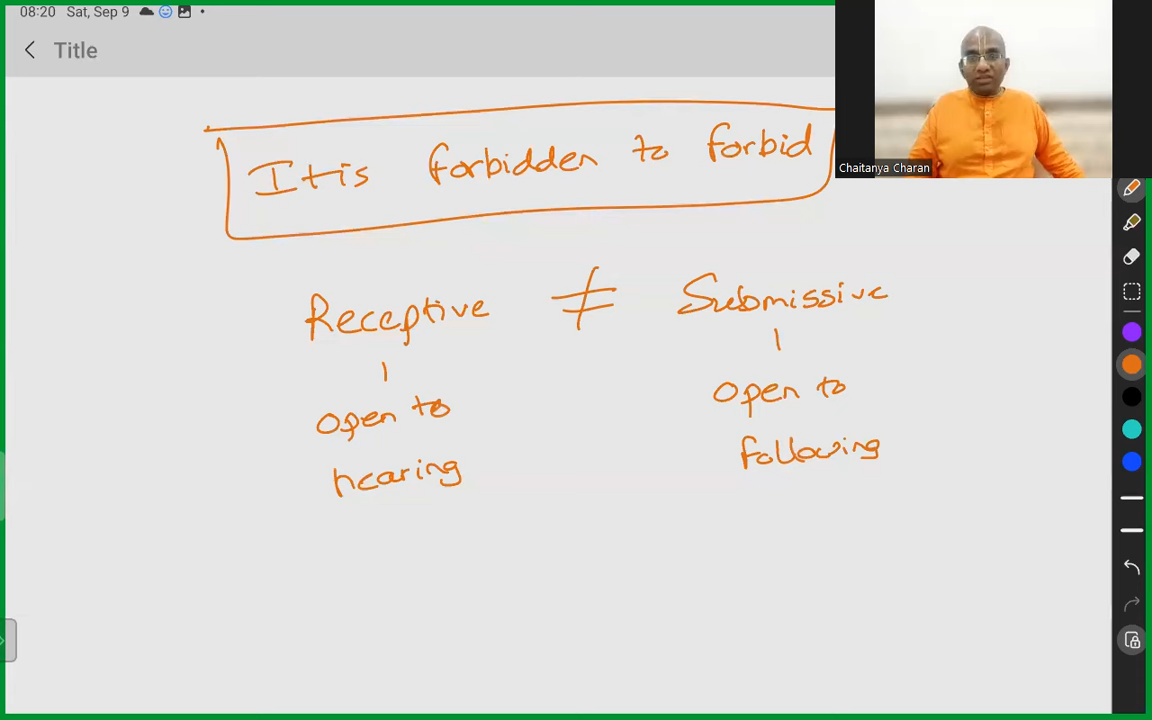 08:20 Sat, Sep 9
Title
It is forbidden to forbid
Chaitanya Charan
Receptive ≠ Submissive
open to
hearing
open to
following